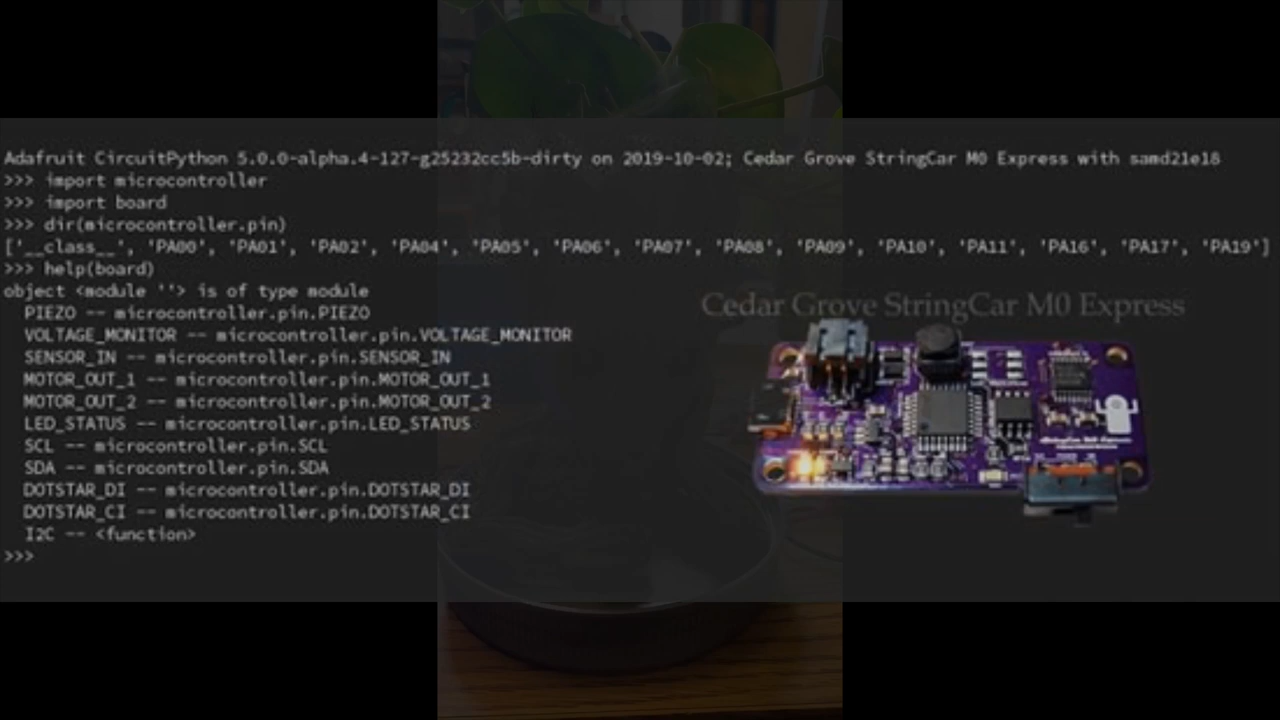 Adafruit CircuitPython 5.0.0-alpha.4-127-g25232cc5b-dirty on 2019-10-02; Cedar Grove StringCar M0 Express with samd21e18
>>> import microcontroller
>>> import board
>>> dir(microcontroller.pin)
['__class__', 'PA00', 'PA01', 'PA02', 'PA04', 'PA05', 'PA06', 'PA07', 'PA08', 'PA09', 'PA10', 'PA11', 'PA16', 'PA17', 'PA19']
>>> help(board)
object <module ''> is of type module
PIEZO -- microcontroller.pin.PIEZO
VOLTAGE_MONITOR -- microcontroller.pin.VOLTAGE_MONITOR
SENSOR_IN -- microcontroller.pin.SENSOR_IN
MOTOR_OUT_1 -- microcontroller.pin.MOTOR_OUT_1
MOTOR_OUT_2 -- microcontroller.pin.MOTOR_OUT_2
LED_STATUS -- microcontroller.pin.LED_STATUS
SCL -- microcontroller.pin.SCL
SDA -- microcontroller.pin.SDA
DOTSTAR_DI -- microcontroller.pin.DOTSTAR_DI
DOTSTAR_CI -- microcontroller.pin.DOTSTAR_CI
I2C -- <function>
>>>
Cedar Grove StringCar M0 Express